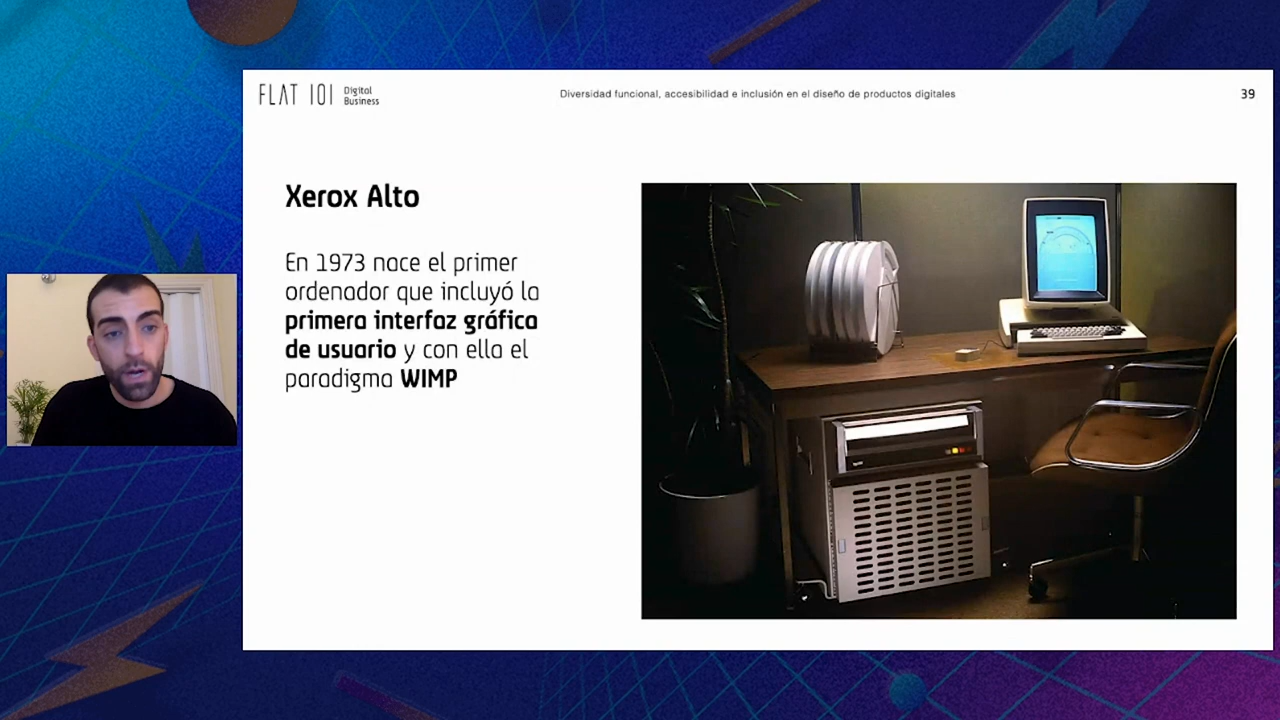 FLAT 101 Digital Business
Diversidad funcional, accesibilidad e inclusión en el diseño de productos digitales
39
Xerox Alto
En 1973 nace el primer
ordenador que incluyó la
primera interfaz gráfica
de usuario y con ella el
paradigma WIMP